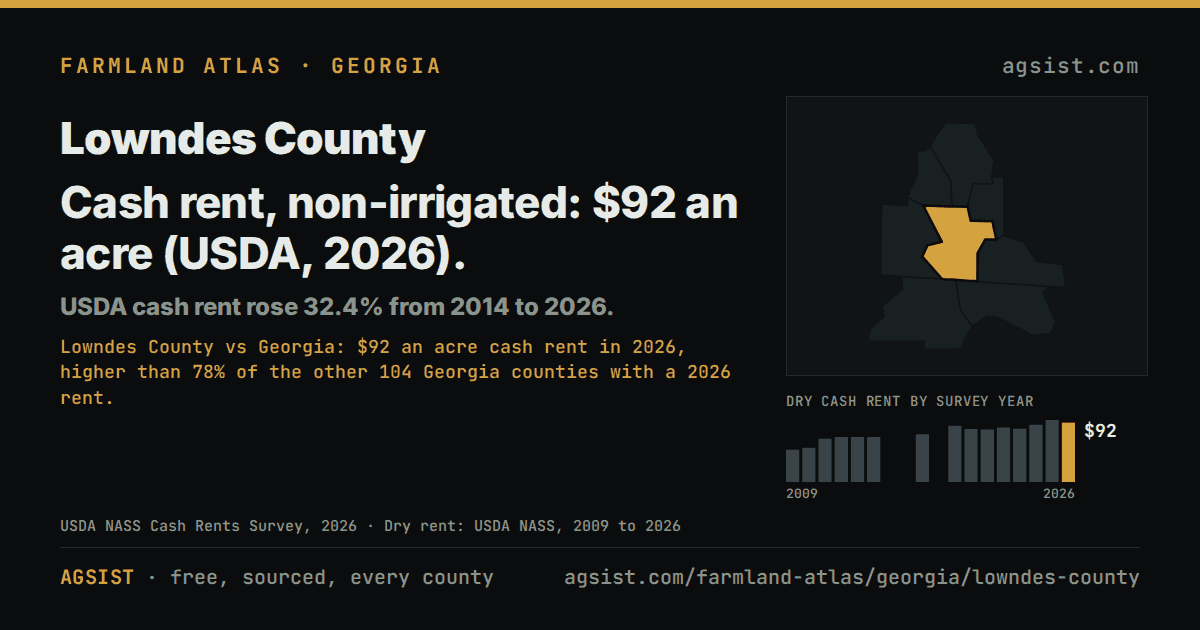 FARMLAND ATLAS · GEORGIA
agsist.com
Lowndes County
Cash rent, non-irrigated: $92 an
acre (USDA, 2026).
USDA cash rent rose 32.4% from 2014 to 2026.
Lowndes County vs Georgia: $92 an acre cash rent in 2026,
higher than 78% of the other 104 Georgia counties with a 2026
rent.
DRY CASH RENT BY SURVEY YEAR
$92
2009
2026
USDA NASS Cash Rents Survey, 2026 · Dry rent: USDA NASS, 2009 to 2026
AGSIST · free, sourced, every county
agsist.com/farmland-atlas/georgia/lowndes-county